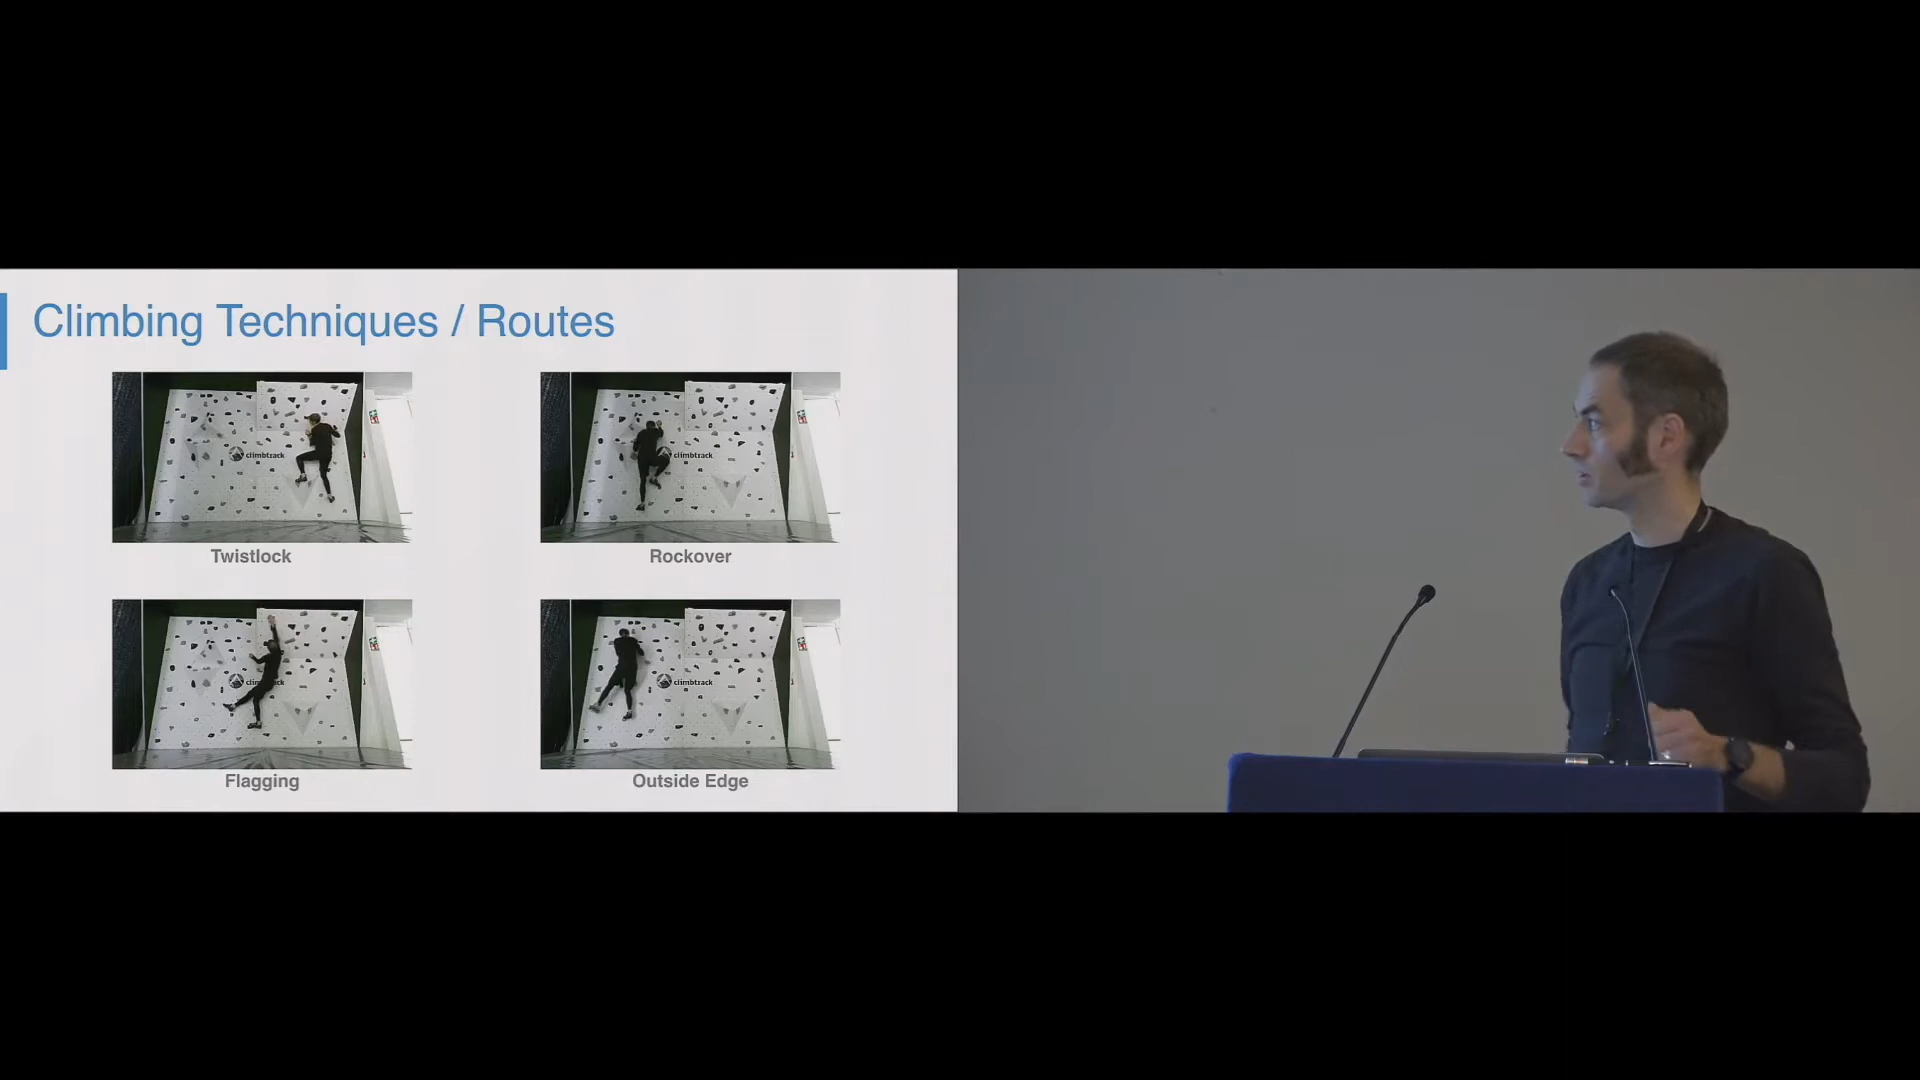 Climbing Techniques / Routes
climbtrack
climbtrack
Twistlock
Rockover
climbtrack
Flagging
Outside Edge